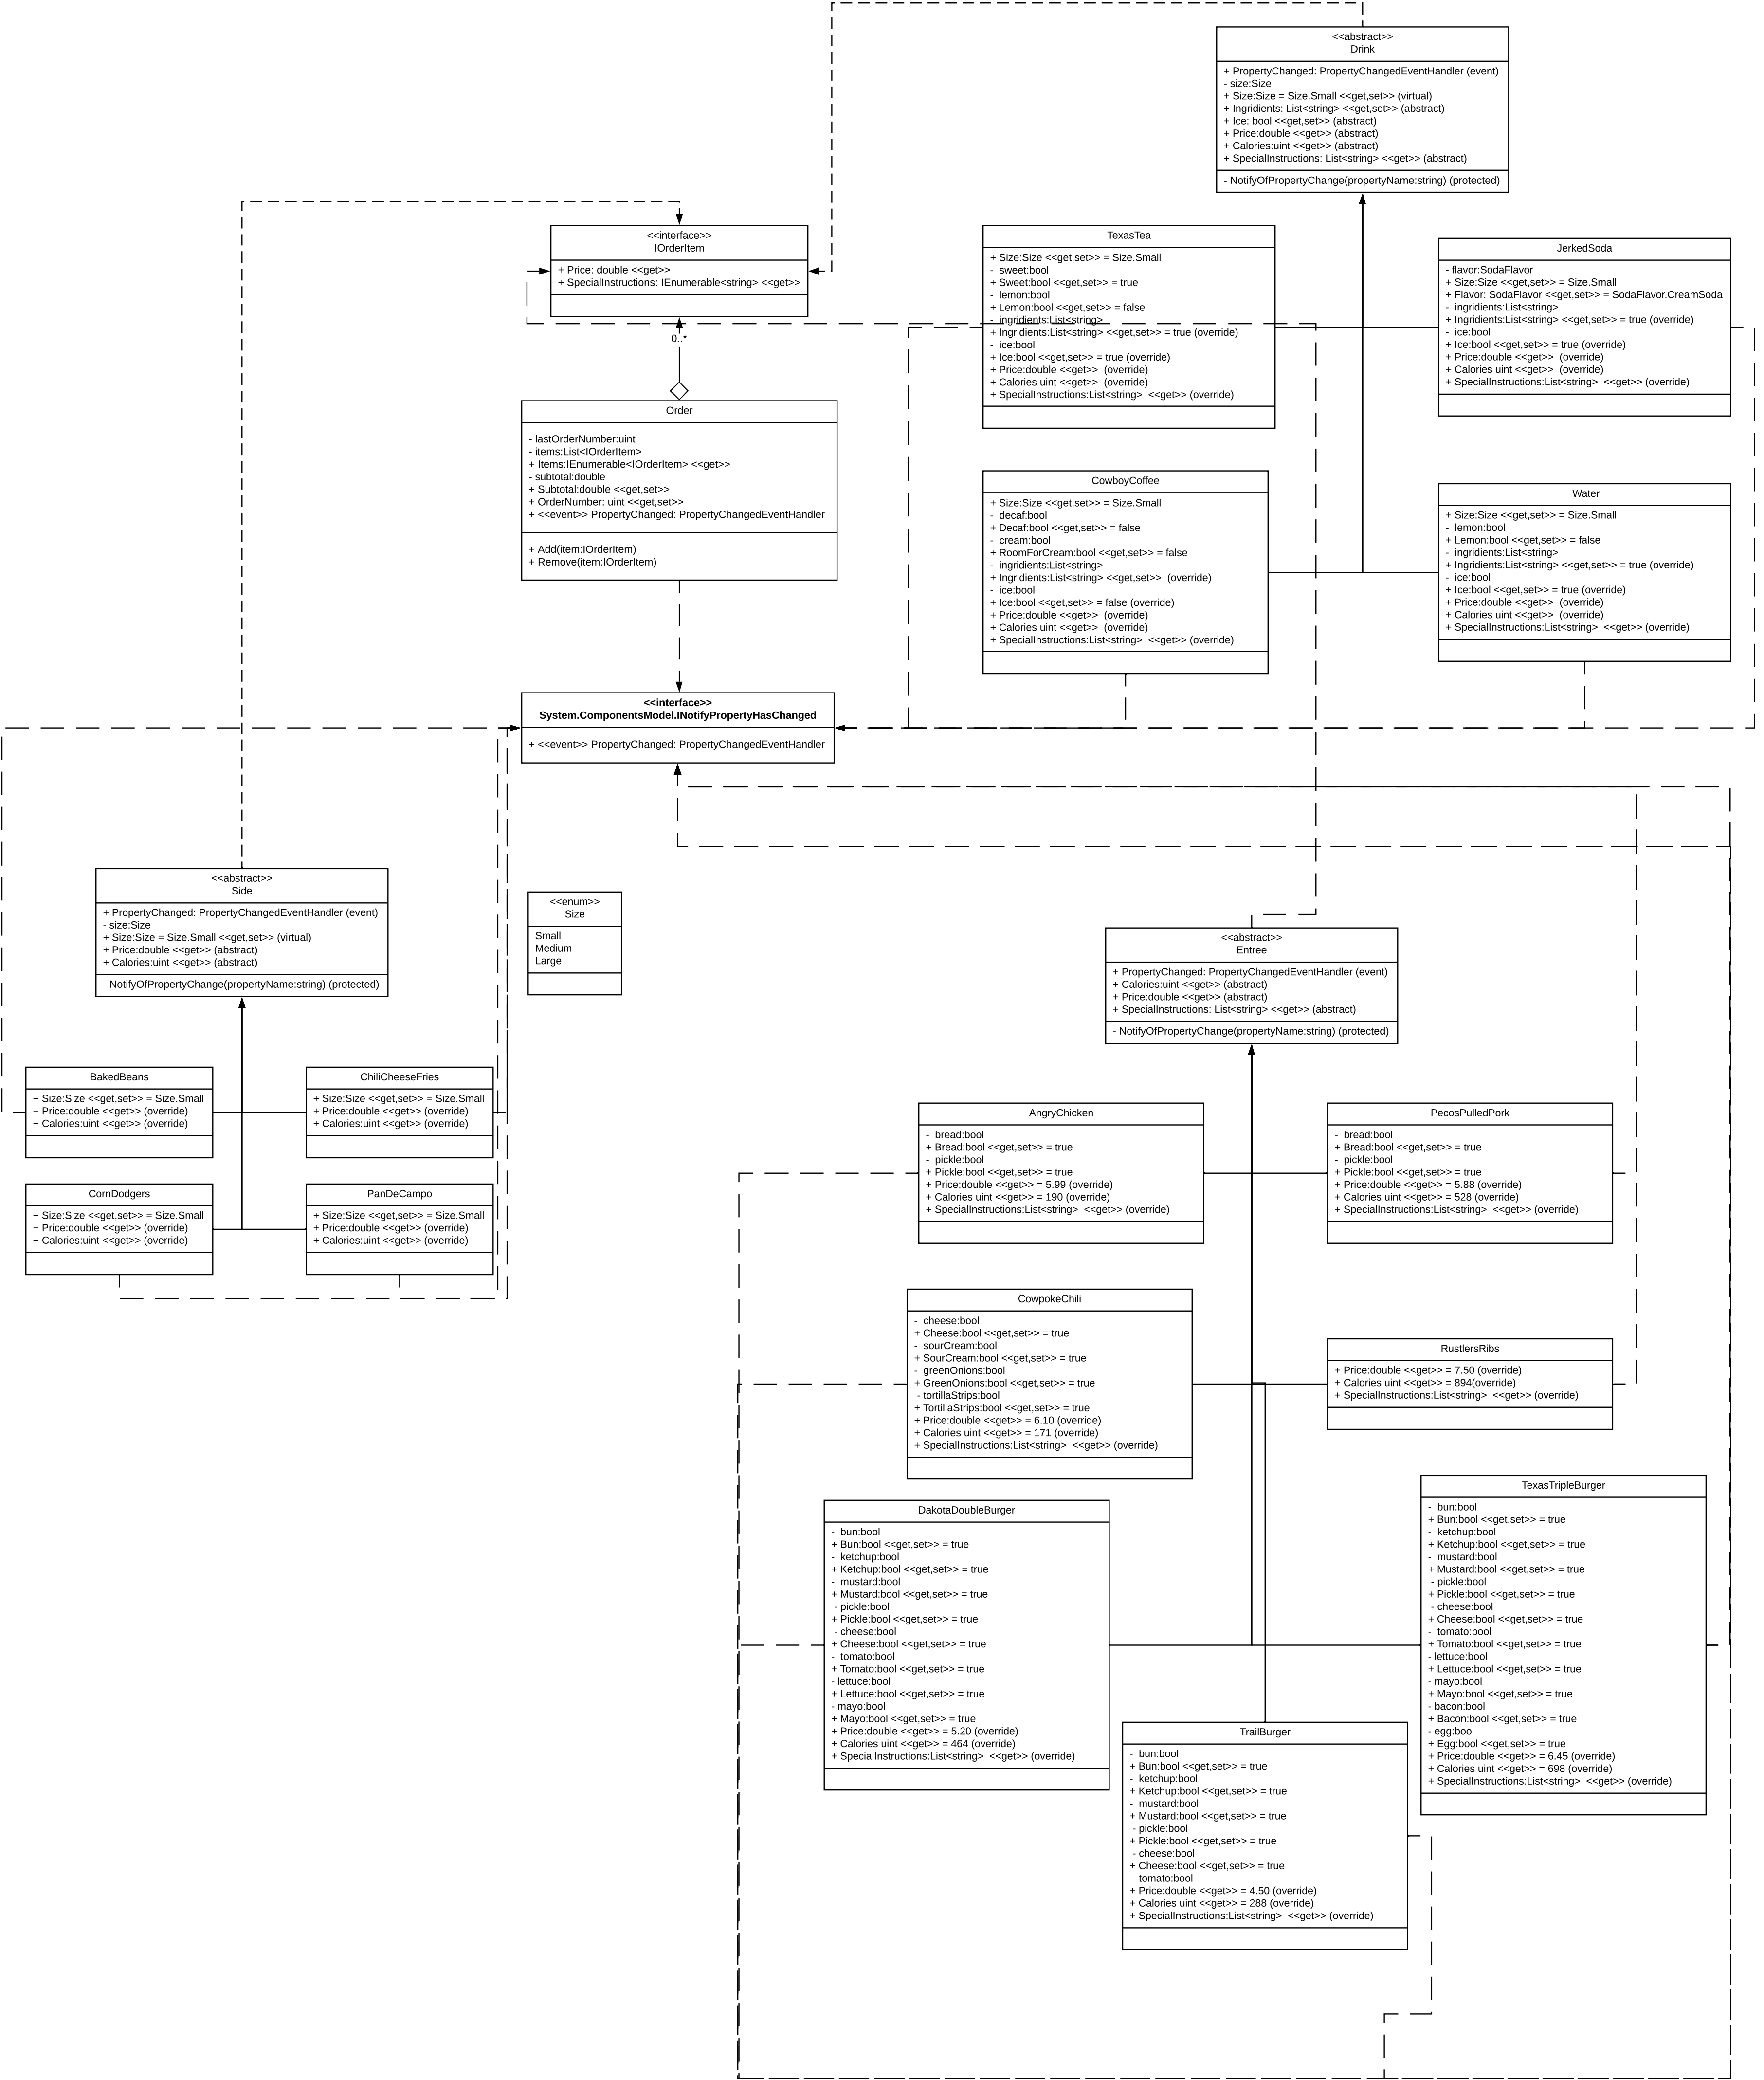 <<abstract>>
Drink
+ PropertyChanged: PropertyChangedEventHandler (event)
- size:Size
+ Size:Size = Size.Small <<get,set>> (virtual)
+ Ingridients: List<string> <<get,set>> (abstract)
+ Ice: bool <<get,set>> (abstract)
+ Price:double <<get>> (abstract)
+ Calories:uint <<get>> (abstract)
+ SpecialInstructions: List<string> <<get>> (abstract)
- NotifyOfPropertyChange(propertyName:string) (protected)
<<interface>>
IOrderItem
+ Price: double <<get>>
+ SpecialInstructions: IEnumerable<string> <<get>>
0..*
TexasTea
+ Size:Size <<get,set>> = Size.Small
-  sweet:bool
+ Sweet:bool <<get,set>> = true
-  lemon:bool
+ Lemon:bool <<get,set>> = false
-  ingridients:List<string>
+ Ingridients:List<string> <<get,set>> = true (override)
-  ice:bool
+ Ice:bool <<get,set>> = true (override)
+ Price:double <<get>>  (override)
+ Calories uint <<get>>  (override)
+ SpecialInstructions:List<string>  <<get>> (override)
JerkedSoda
- flavor:SodaFlavor
+ Size:Size <<get,set>> = Size.Small
+ Flavor: SodaFlavor <<get,set>> = SodaFlavor.CreamSoda
-  ingridients:List<string>
+ Ingridients:List<string> <<get,set>> = true (override)
-  ice:bool
+ Ice:bool <<get,set>> = true (override)
+ Price:double <<get>>  (override)
+ Calories uint <<get>>  (override)
+ SpecialInstructions:List<string>  <<get>> (override)
Order
- lastOrderNumber:uint
- items:List<IOrderItem>
+ Items:IEnumerable<IOrderItem> <<get>>
- subtotal:double
+ Subtotal:double <<get,set>>
+ OrderNumber: uint <<get,set>>
+ <<event>> PropertyChanged: PropertyChangedEventHandler
+ Add(item:IOrderItem)
+ Remove(item:IOrderItem)
CowboyCoffee
+ Size:Size <<get,set>> = Size.Small
-  decaf:bool
+ Decaf:bool <<get,set>> = false
-  cream:bool
+ RoomForCream:bool <<get,set>> = false
-  ingridients:List<string>
+ Ingridients:List<string> <<get,set>>  (override)
-  ice:bool
+ Ice:bool <<get,set>> = false (override)
+ Price:double <<get>>  (override)
+ Calories uint <<get>>  (override)
+ SpecialInstructions:List<string>  <<get>> (override)
Water
+ Size:Size <<get,set>> = Size.Small
-  lemon:bool
+ Lemon:bool <<get,set>> = false
-  ingridients:List<string>
+ Ingridients:List<string> <<get,set>> = true (override)
-  ice:bool
+ Ice:bool <<get,set>> = true (override)
+ Price:double <<get>>  (override)
+ Calories uint <<get>>  (override)
+ SpecialInstructions:List<string>  <<get>> (override)
<<interface>>
System.ComponentsModel.INotifyPropertyHasChanged
+ <<event>> PropertyChanged: PropertyChangedEventHandler
<<abstract>>
Side
+ PropertyChanged: PropertyChangedEventHandler (event)
- size:Size
+ Size:Size = Size.Small <<get,set>> (virtual)
+ Price:double <<get>> (abstract)
+ Calories:uint <<get>> (abstract)
- NotifyOfPropertyChange(propertyName:string) (protected)
<<enum>>
Size
Small
Medium
Large
<<abstract>>
Entree
+ PropertyChanged: PropertyChangedEventHandler (event)
+ Calories:uint <<get>> (abstract)
+ Price:double <<get>> (abstract)
+ SpecialInstructions: List<string> <<get>> (abstract)
- NotifyOfPropertyChange(propertyName:string) (protected)
BakedBeans
+ Size:Size <<get,set>> = Size.Small
+ Price:double <<get>> (override)
+ Calories:uint <<get>> (override)
ChiliCheeseFries
+ Size:Size <<get,set>> = Size.Small
+ Price:double <<get>> (override)
+ Calories:uint <<get>> (override)
CornDodgers
+ Size:Size <<get,set>> = Size.Small
+ Price:double <<get>> (override)
+ Calories:uint <<get>> (override)
PanDeCampo
+ Size:Size <<get,set>> = Size.Small
+ Price:double <<get>> (override)
+ Calories:uint <<get>> (override)
AngryChicken
-  bread:bool
+ Bread:bool <<get,set>> = true
-  pickle:bool
+ Pickle:bool <<get,set>> = true
+ Price:double <<get>> = 5.99 (override)
+ Calories uint <<get>> = 190 (override)
+ SpecialInstructions:List<string>  <<get>> (override)
PecosPulledPork
-  bread:bool
+ Bread:bool <<get,set>> = true
-  pickle:bool
+ Pickle:bool <<get,set>> = true
+ Price:double <<get>> = 5.88 (override)
+ Calories uint <<get>> = 528 (override)
+ SpecialInstructions:List<string>  <<get>> (override)
CowpokeChili
-  cheese:bool
+ Cheese:bool <<get,set>> = true
-  sourCream:bool
+ SourCream:bool <<get,set>> = true
-  greenOnions:bool
+ GreenOnions:bool <<get,set>> = true
- tortillaStrips:bool
+ TortillaStrips:bool <<get,set>> = true
+ Price:double <<get>> = 6.10 (override)
+ Calories uint <<get>> = 171 (override)
+ SpecialInstructions:List<string>  <<get>> (override)
RustlersRibs
+ Price:double <<get>> = 7.50 (override)
+ Calories uint <<get>> = 894(override)
+ SpecialInstructions:List<string>  <<get>> (override)
DakotaDoubleBurger
-  bun:bool
+ Bun:bool <<get,set>> = true
-  ketchup:bool
+ Ketchup:bool <<get,set>> = true
-  mustard:bool
+ Mustard:bool <<get,set>> = true
- pickle:bool
+ Pickle:bool <<get,set>> = true
- cheese:bool
+ Cheese:bool <<get,set>> = true
-  tomato:bool
+ Tomato:bool <<get,set>> = true
- lettuce:bool
+ Lettuce:bool <<get,set>> = true
- mayo:bool
+ Mayo:bool <<get,set>> = true
+ Price:double <<get>> = 5.20 (override)
+ Calories uint <<get>> = 464 (override)
+ SpecialInstructions:List<string>  <<get>> (override)
TexasTripleBurger
-  bun:bool
+ Bun:bool <<get,set>> = true
-  ketchup:bool
+ Ketchup:bool <<get,set>> = true
-  mustard:bool
+ Mustard:bool <<get,set>> = true
- pickle:bool
+ Pickle:bool <<get,set>> = true
- cheese:bool
+ Cheese:bool <<get,set>> = true
-  tomato:bool
+ Tomato:bool <<get,set>> = true
- lettuce:bool
+ Lettuce:bool <<get,set>> = true
- mayo:bool
+ Mayo:bool <<get,set>> = true
- bacon:bool
+ Bacon:bool <<get,set>> = true
- egg:bool
+ Egg:bool <<get,set>> = true
+ Price:double <<get>> = 6.45 (override)
+ Calories uint <<get>> = 698 (override)
+ SpecialInstructions:List<string>  <<get>> (override)
TrailBurger
-  bun:bool
+ Bun:bool <<get,set>> = true
-  ketchup:bool
+ Ketchup:bool <<get,set>> = true
-  mustard:bool
+ Mustard:bool <<get,set>> = true
- pickle:bool
+ Pickle:bool <<get,set>> = true
- cheese:bool
+ Cheese:bool <<get,set>> = true
-  tomato:bool
+ Price:double <<get>> = 4.50 (override)
+ Calories uint <<get>> = 288 (override)
+ SpecialInstructions:List<string>  <<get>> (override)